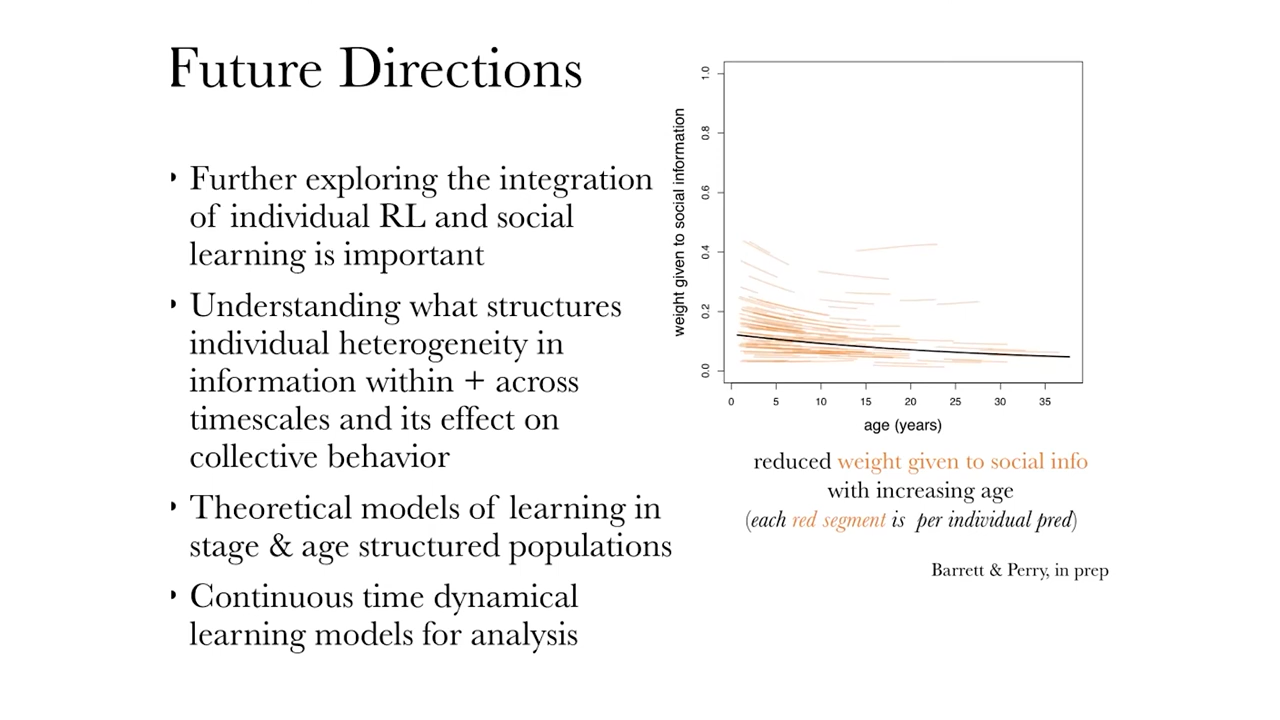 Future Directions
‣ Further exploring the integration
of individual RL and social
learning is important
‣ Understanding what structures
individual heterogeneity in
information within + across
timescales and its effect on
collective behavior
‣ Theoretical models of learning in
stage & age structured populations
‣ Continuous time dynamical
learning models for analysis
weight given to social information
1.0
0.8
0.6
0.4
0.2
0.0
0 5 10 15 20 25 30 35
age (years)
reduced weight given to social info
with increasing age
(each red segment is per individual pred)
Barrett & Perry, in prep